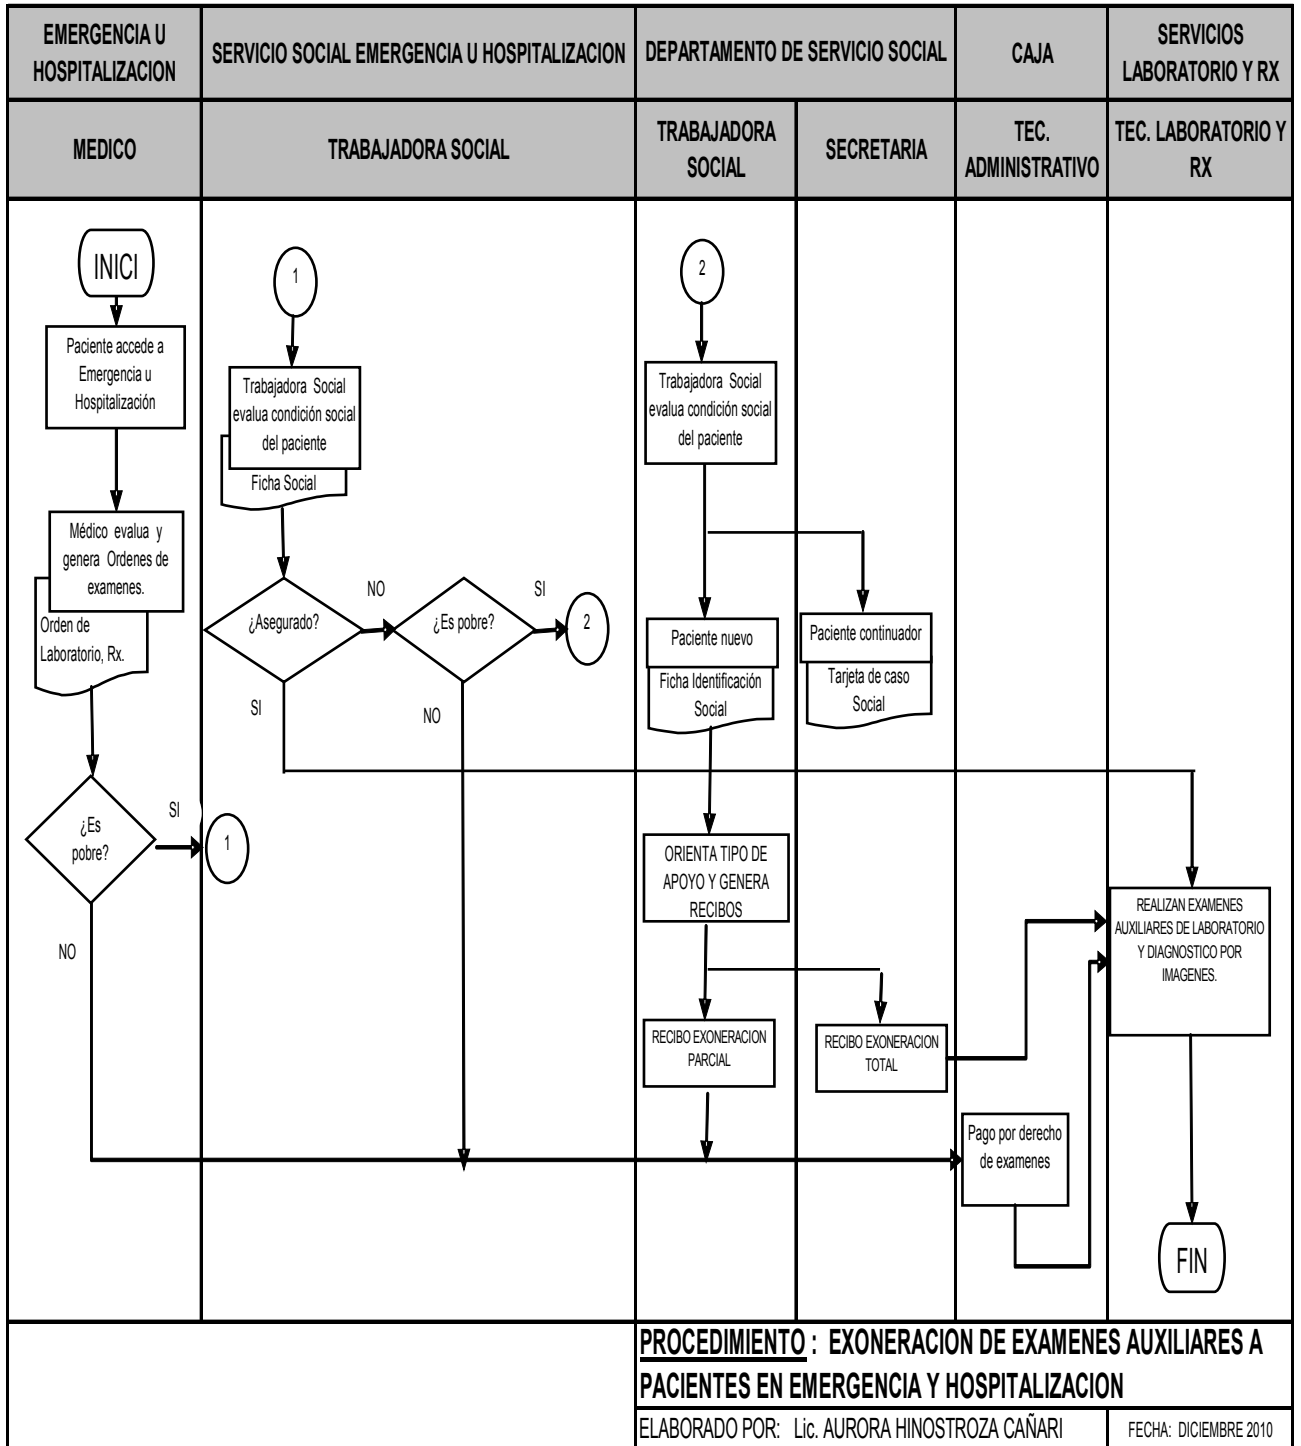 EMERGENCIA U
HOSPITALIZACION
SERVICIO SOCIAL EMERGENCIA U HOSPITALIZACION
DEPARTAMENTO DE SERVICIO SOCIAL
CAJA
SERVICIOS
LABORATORIO Y RX
MEDICO
TRABAJADORA SOCIAL
TRABAJADORA
SOCIAL
SECRETARIA
TEC.
ADMINISTRATIVO
TEC. LABORATORIO Y
RX
INICI
Paciente accede a
Emergencia u
Hospitalización
Médico evalua y
genera Ordenes de
examenes.
Orden de
Laboratorio, Rx.
¿Es
pobre?
SI
NO
1
1
Trabajadora Social
evalua condición social
del paciente
Ficha Social
¿Asegurado?
NO
SI
¿Es pobre?
SI
NO
2
2
Trabajadora Social
evalua condición social
del paciente
Paciente nuevo
Ficha Identificación
Social
Paciente continuador
Tarjeta de caso
Social
ORIENTA TIPO DE
APOYO Y GENERA
RECIBOS
RECIBO EXONERACION
PARCIAL
RECIBO EXONERACION
TOTAL
Pago por derecho
de examenes
REALIZAN EXAMENES
AUXILIARES DE LABORATORIO
Y DIAGNOSTICO POR
IMAGENES.
FIN
PROCEDIMIENTO : EXONERACION DE EXAMENES AUXILIARES A
PACIENTES EN EMERGENCIA Y HOSPITALIZACION
ELABORADO POR: Lic. AURORA HINOSTROZA CAÑARI
FECHA: DICIEMBRE 2010